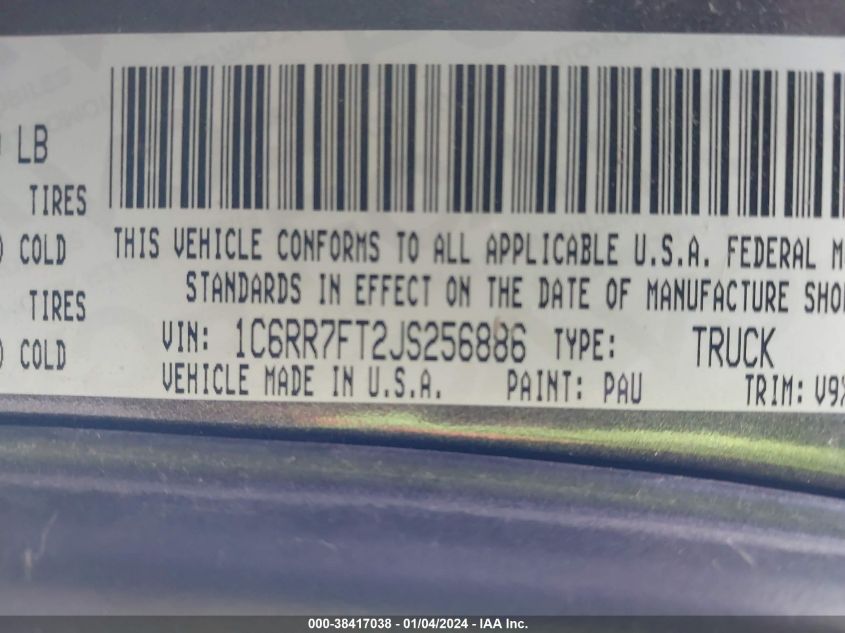 LB
TIRES
COLD
TIRES
COLD
THIS VEHICLE CONFORMS TO ALL APPLICABLE U.S.A. FEDERAL M
STANDARDS IN EFFECT ON THE DATE OF MANUFACTURE SHO
VIN: 1C6RR7FT2JS256886 TYPE: TRUCK
VEHICLE MADE IN U.S.A. PAINT: PAU TRIM: V9
000-38417038 - 01/04/2024 - IAA Inc.